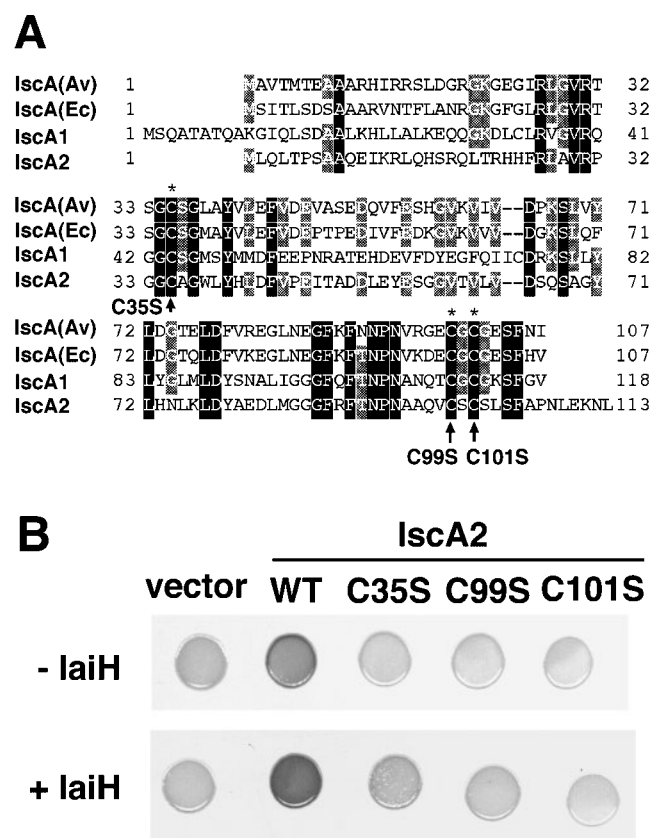 A
IscA(Av) 1 MAVTMTEAAARHIRRSLDGRGKGEGIRLGVRT 32
IscA(Ec) 1 MSITLSDSAAARVNTFLANRGKGFGLRLGVRT 32
IscA1 1 MSQATATQAKGIQLSDAALKHLLALKEQQGKDLCLRVGVRQ 41
IscA2 1 MLQLTPSAAQEIKRLQHSRQLTRHHFRLAVRP 32
*
IscA(Av) 33 SGCSGLAYVLEFVDEVASEDQVFESHGVKVIV--DPKSLVY 71
IscA(Ec) 33 SGCSGMAYVLEFVDEPTPEDIVFEDKGVKVVV--DGKSLQF 71
IscA1 42 GGCSGMSYMMDFEEPNRATEHDEVFDYEGFQIICDRKSLLY 82
IscA2 33 GGCAGWLYHLDFVPEITADDLEYESGGVTVLV--DSQSAGY 71
C35S
* *
IscA(Av) 72 LDGTELDFVREGLNEGFKFNNPNVRGECGCGESFNI 107
IscA(Ec) 72 LDGTQLDFVKEGLNEGFKFTNPNVKDECGCGESFHV 107
IscA1 83 LYGLMLDYSNALIGGGFQFTNPNANQTCGCGKSFGV 118
IscA2 72 LHNLKLDYAEDLMGGGFRFTNPNAAQVCSCSLSFAPNLEKNL 113
C99S C101S
B
IscA2
vector WT C35S C99S C101S
- IaiH
+ IaiH